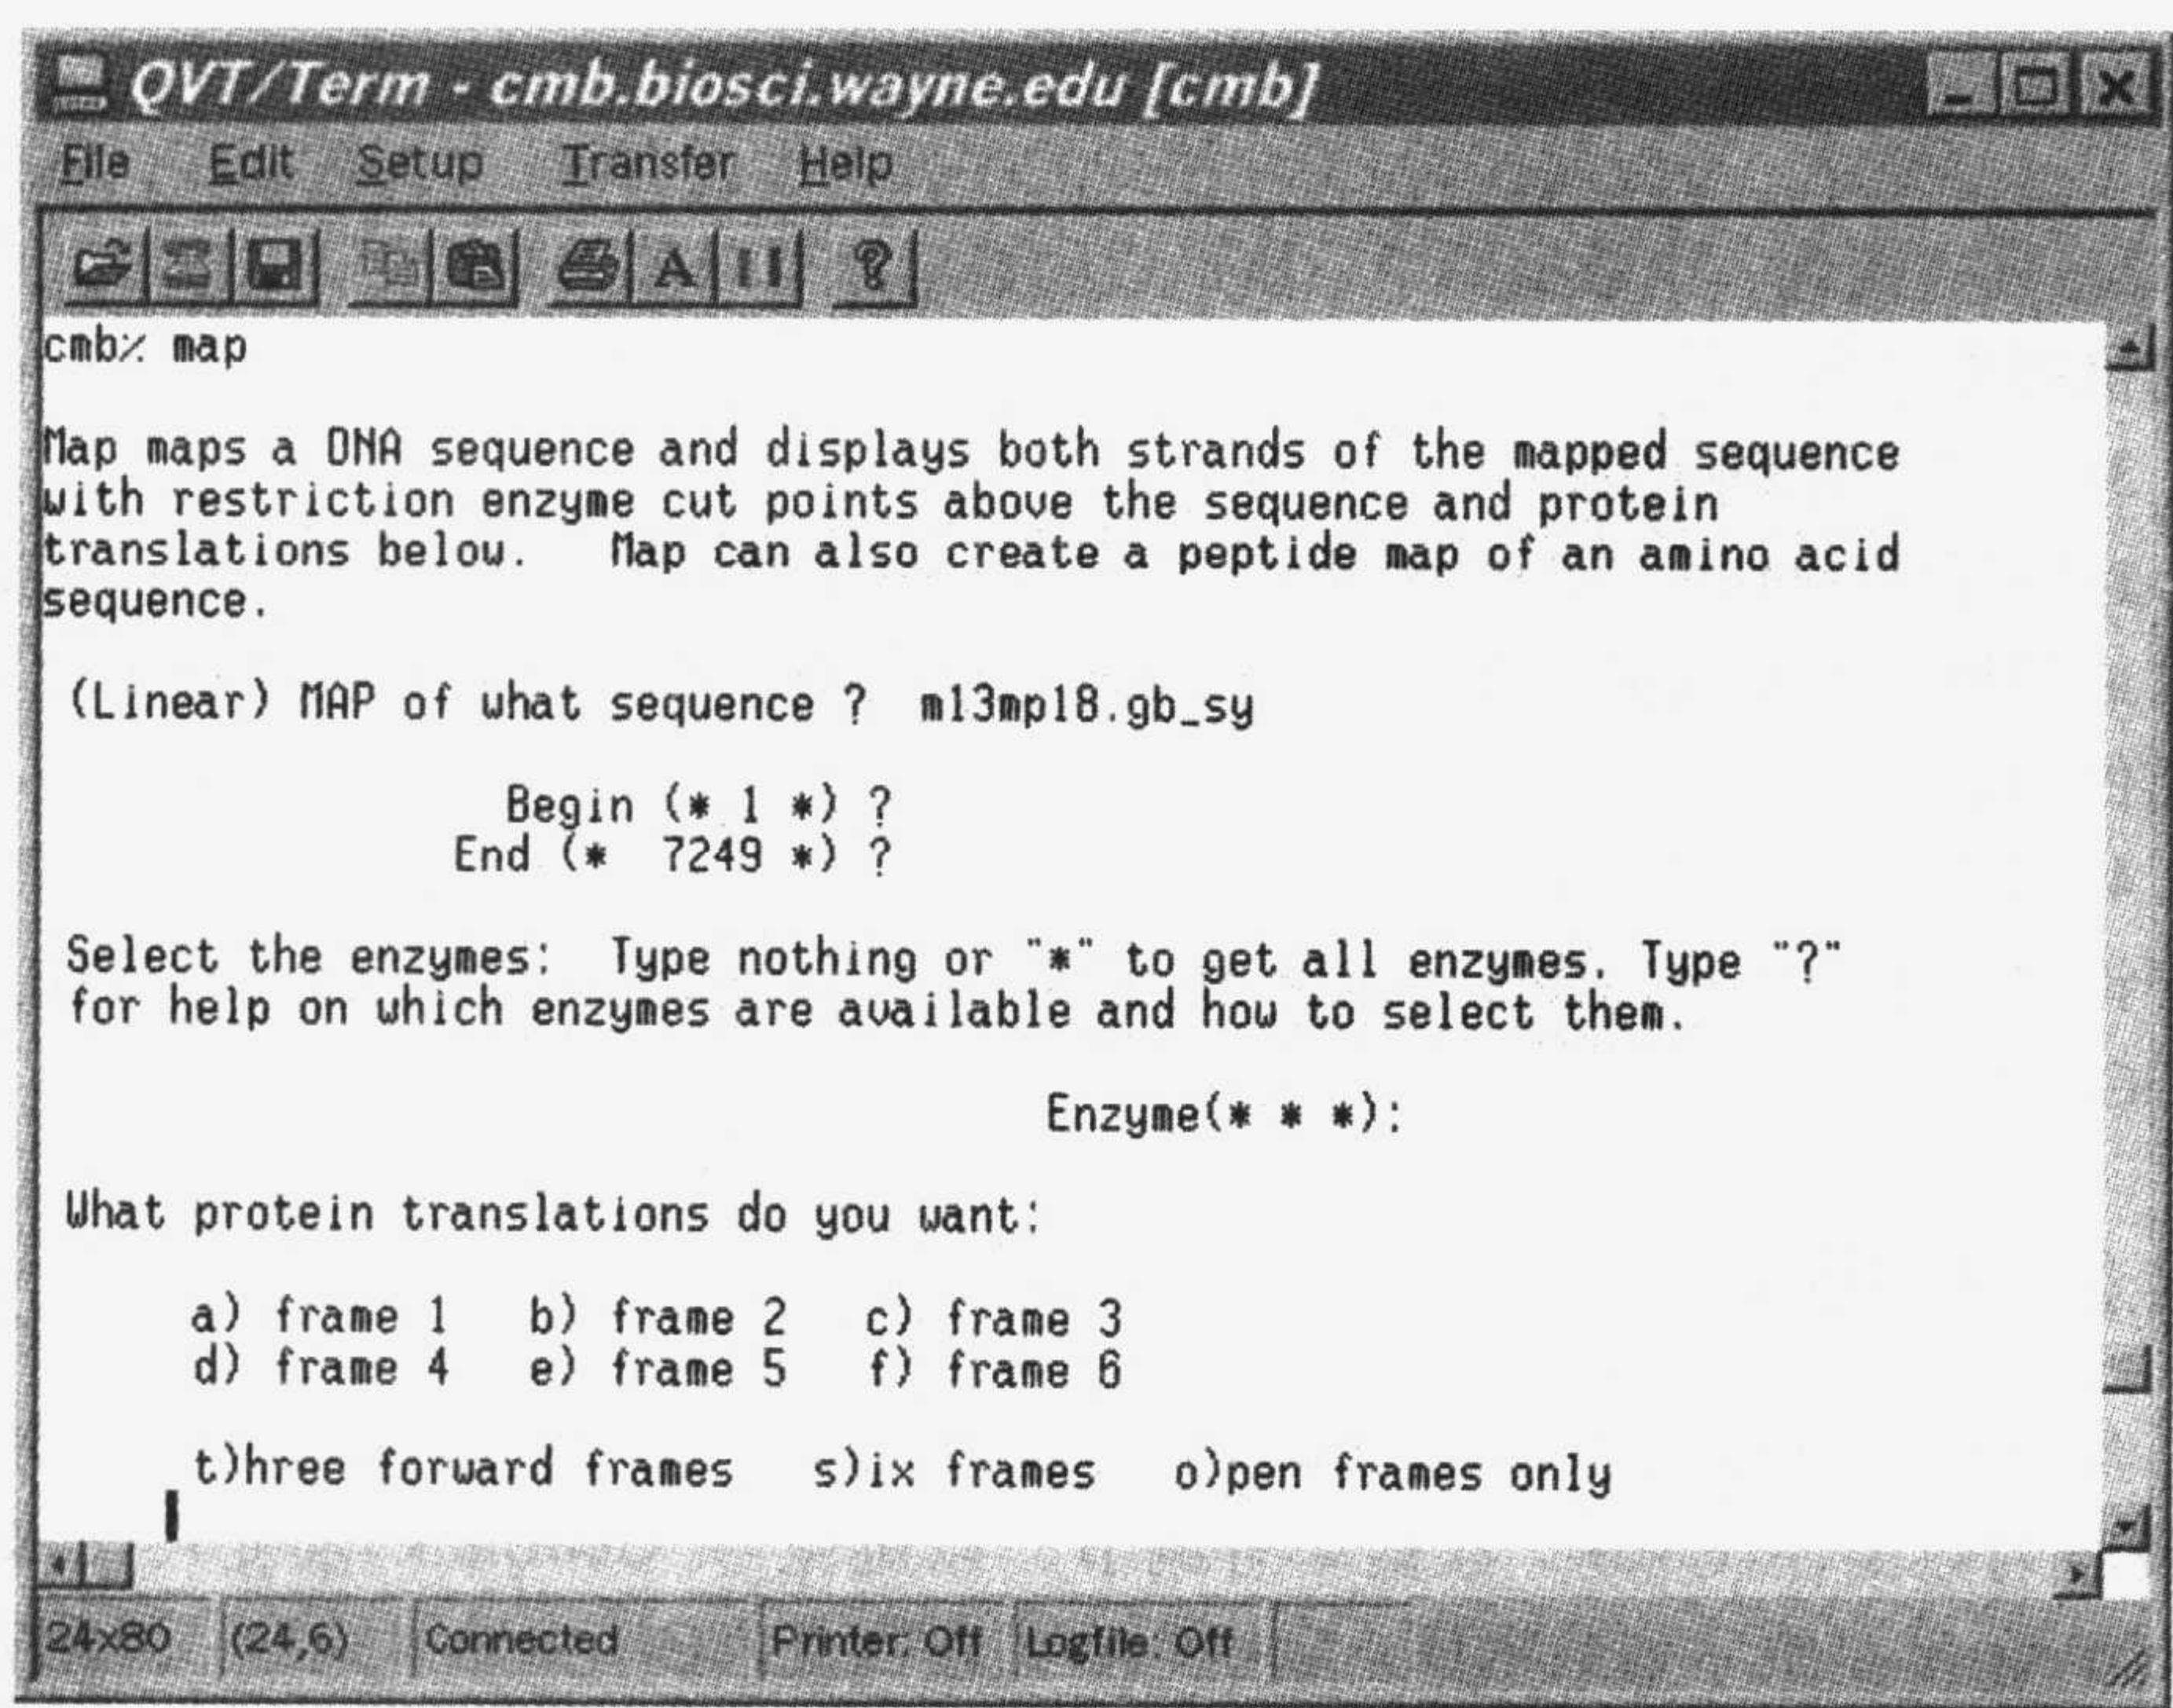 QVT/Term - cmb.biosci.wayne.edu [cmb]
File Edit Setup Transfer Help
cmb% map
Map maps a DNA sequence and displays both strands of the mapped sequence
with restriction enzyme cut points above the sequence and protein
translations below. Map can also create a peptide map of an amino acid
sequence.
(Linear) MAP of what sequence ? m13mp18.gb_sy
Begin (* 1 *) ?
End (* 7249 *) ?
Select the enzymes: Type nothing or "*" to get all enzymes. Type "?"
for help on which enzymes are available and how to select them.
Enzyme(* * *):
What protein translations do you want:
a) frame 1 b) frame 2 c) frame 3
d) frame 4 e) frame 5 f) frame 6
t)hree forward frames s)ix frames o)pen frames only
24x80 (24,6) Connected Printer: Off Logfile: Off